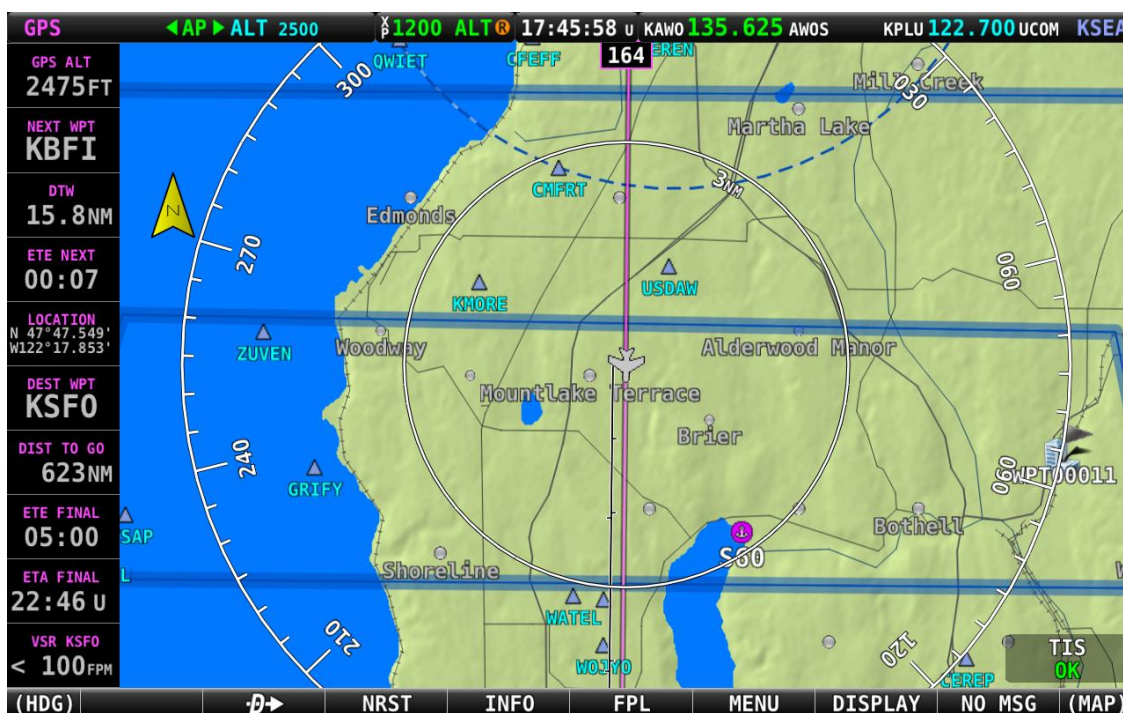 GPS
AP ALT 2500
XP 1200 ALT R
17:45:58 U
KAWO 135.625 AWOS
KPLU 122.700 UCOM
KSEA
GPS ALT
2475FT
NEXT WPT
KBFI
DTW
15.8NM
ETE NEXT
00:07
LOCATION
N 47°47.549'
W122°17.853'
DEST WPT
KSFO
DIST TO GO
623NM
ETE FINAL
05:00
ETA FINAL
22:46 U
VSR KSFO
< 100FPM
164
QWIET
CFEFF
EREN
300
030
Mill Creek
Martha Lake
3NM
CMFRT
Edmonds
N
270
060
USDAW
KMORE
ZUVEN
Woodway
Alderwood Manor
Mountlake Terrace
Brier
240
GRIFY
090
WPT00011
SAP
Bothell
S60
Shoreline
L
W
WATEL
WOJYO
210
120
CEREP
TIS
OK
(HDG)
D
NRST
INFO
FPL
MENU
DISPLAY
NO MSG
(MAP)